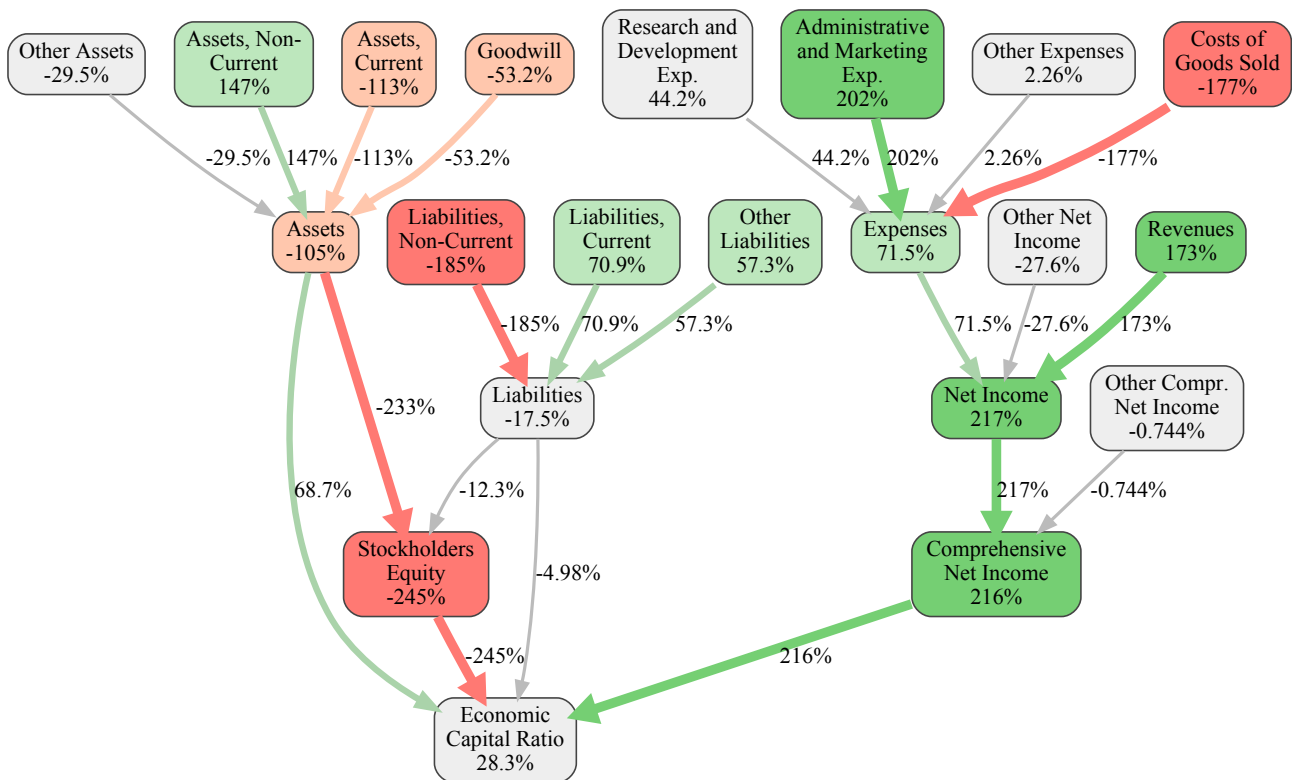 Other Assets
-29.5%
Assets, Non-
Current
147%
Assets,
Current
-113%
Goodwill
-53.2%
Research and
Development
Exp.
44.2%
Administrative
and Marketing
Exp.
202%
Other Expenses
2.26%
Costs of
Goods Sold
-177%
-29.5%
147%
-113%
-53.2%
44.2%
202%
2.26%
-177%
Assets
-105%
Liabilities,
Non-Current
-185%
Liabilities,
Current
70.9%
Other
Liabilities
57.3%
Expenses
71.5%
Other Net
Income
-27.6%
Revenues
173%
-185%
70.9%
57.3%
71.5%
-27.6%
173%
-233%
Liabilities
-17.5%
Net Income
217%
Other Compr.
Net Income
-0.744%
68.7%
-12.3%
217%
-0.744%
Stockholders
Equity
-245%
-4.98%
Comprehensive
Net Income
216%
-245%
216%
Economic
Capital Ratio
28.3%